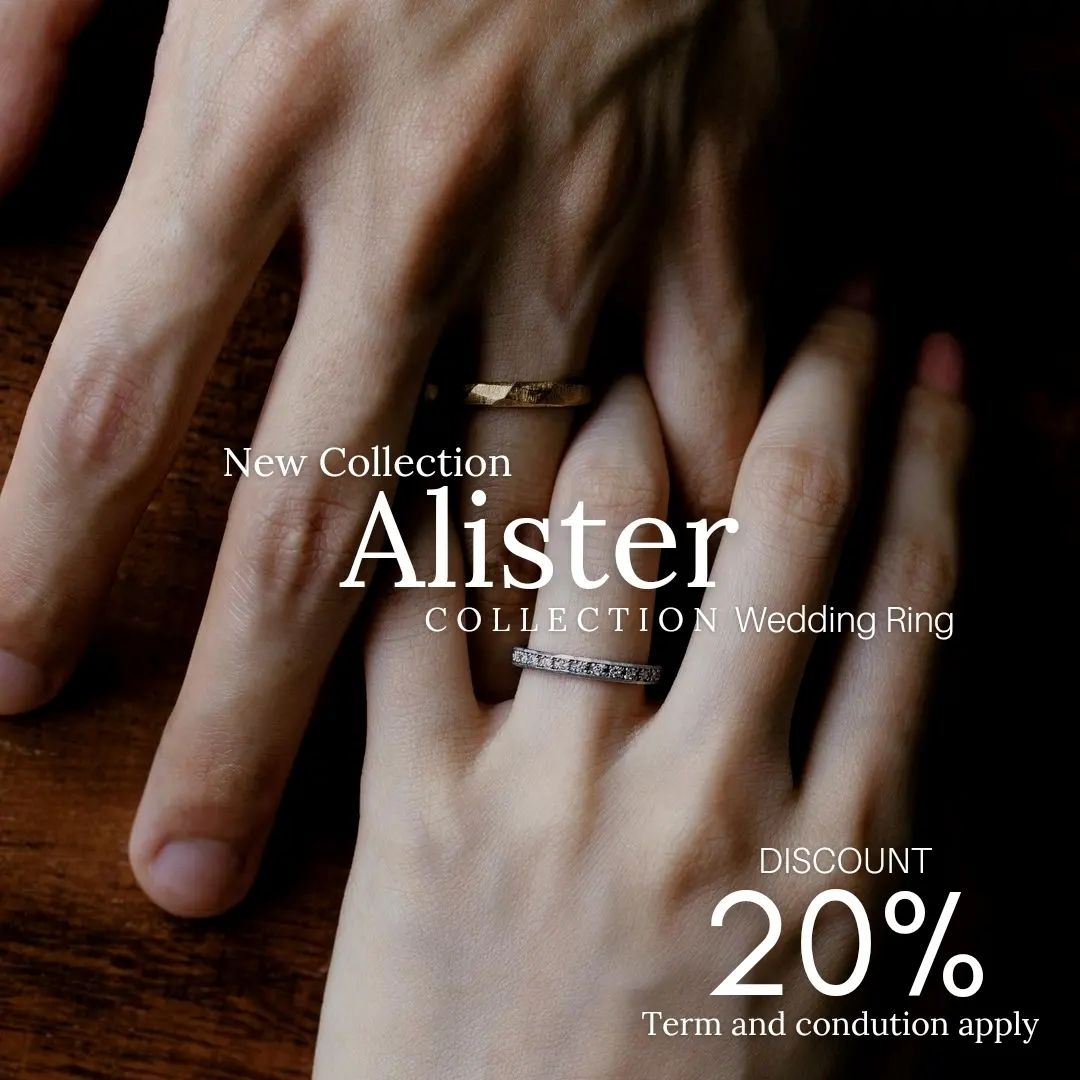 New Collection
Alister
COLLECTION Wedding Ring
DISCOUNT
20%
Term and condution apply